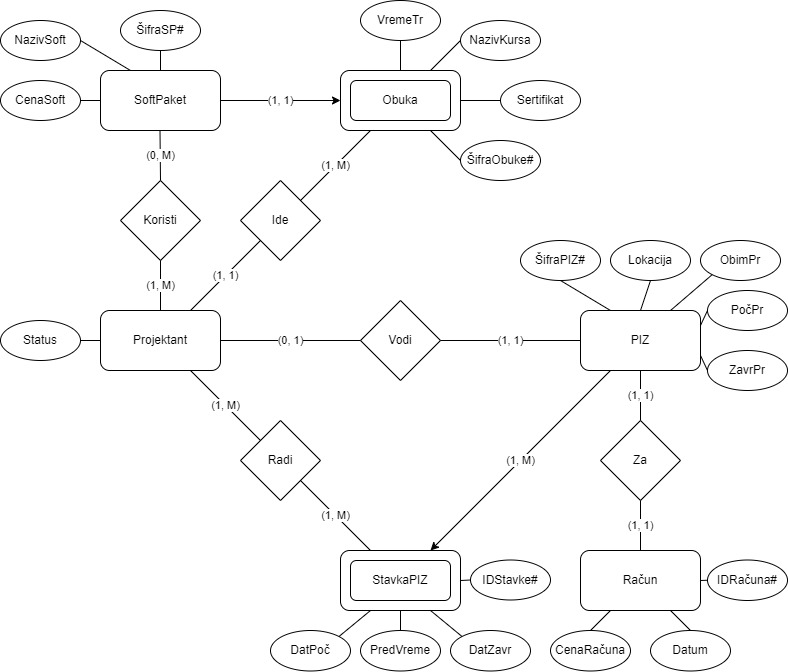 ŠifraSP#
VremeTr
NazivSoft
NazivKursa
CenaSoft
SoftPaket
(1, 1)
Obuka
Sertifikat
(0, M)
(1, M)
ŠifraObuke#
Koristi
Ide
(1, M)
(1, 1)
ŠifraPIZ#
Lokacija
ObimPr
PočPr
Status
Projektant
(0, 1)
Vodi
(1, 1)
PIZ
ZavrPr
(1, M)
(1, 1)
Radi
(1, M)
Za
(1, M)
(1, 1)
StavkaPIZ
IDStavke#
Račun
IDRačuna#
DatPoč
PredVreme
DatZavr
CenaRačuna
Datum